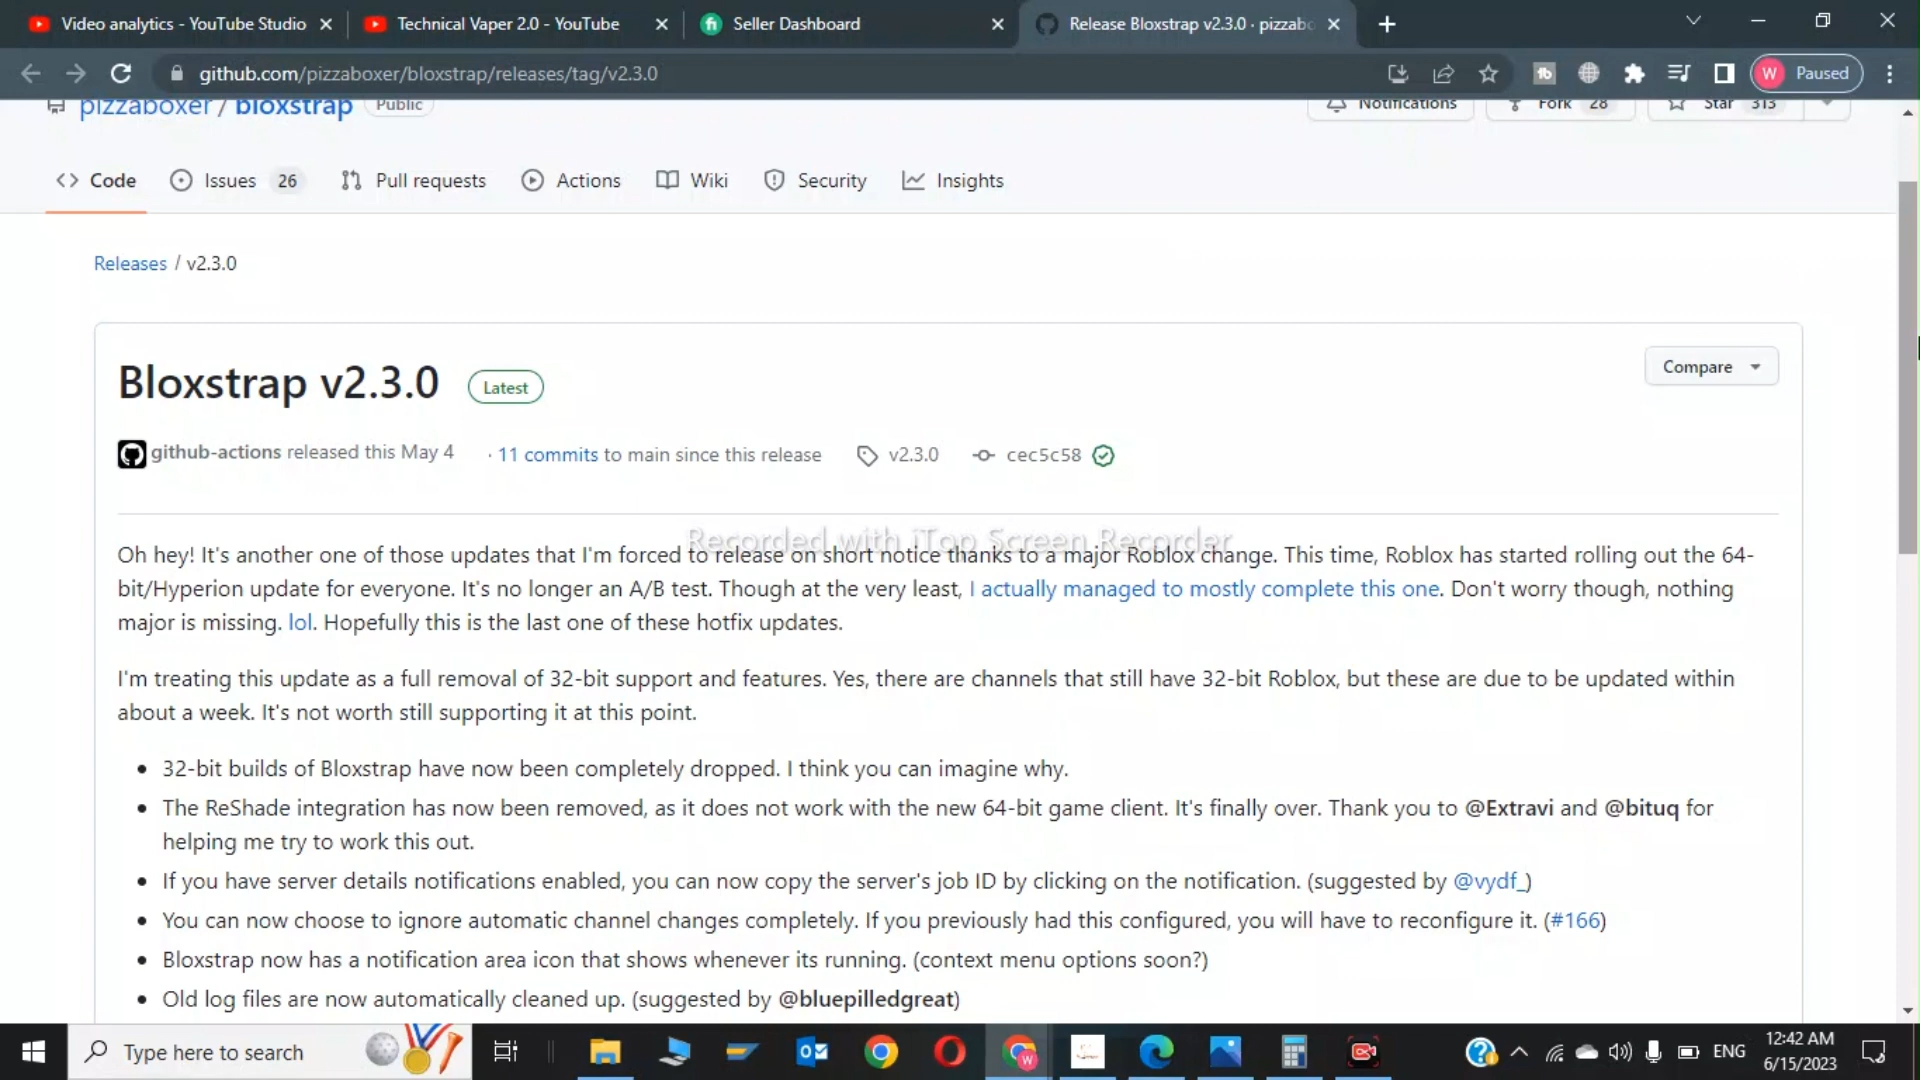 Video analytics - YouTube Studio
Technical Vaper 2.0 - YouTube
Seller Dashboard
Release Bloxstrap v2.3.0 · pizzabo
github.com/pizzaboxer/bloxstrap/releases/tag/v2.3.0
W Paused
pizzaboxer / bloxstrap Public
Notifications
Fork 28
Star 313
Code
Issues 26
Pull requests
Actions
Wiki
Security
Insights
Releases / v2.3.0
Bloxstrap v2.3.0 Latest
Compare
github-actions released this May 4 · 11 commits to main since this release v2.3.0 cec5c58
Recorded with iTop Screen Recorder
Oh hey! It's another one of those updates that I'm forced to release on short notice thanks to a major Roblox change. This time, Roblox has started rolling out the 64-
bit/Hyperion update for everyone. It's no longer an A/B test. Though at the very least, I actually managed to mostly complete this one. Don't worry though, nothing
major is missing. lol. Hopefully this is the last one of these hotfix updates.
I'm treating this update as a full removal of 32-bit support and features. Yes, there are channels that still have 32-bit Roblox, but these are due to be updated within
about a week. It's not worth still supporting it at this point.
• 32-bit builds of Bloxstrap have now been completely dropped. I think you can imagine why.
• The ReShade integration has now been removed, as it does not work with the new 64-bit game client. It's finally over. Thank you to @Extravi and @bituq for
helping me try to work this out.
• If you have server details notifications enabled, you can now copy the server's job ID by clicking on the notification. (suggested by @vydf_)
• You can now choose to ignore automatic channel changes completely. If you previously had this configured, you will have to reconfigure it. (#166)
• Bloxstrap now has a notification area icon that shows whenever its running. (context menu options soon?)
• Old log files are now automatically cleaned up. (suggested by @bluepilledgreat)
Type here to search
ENG
12:42 AM
6/15/2023